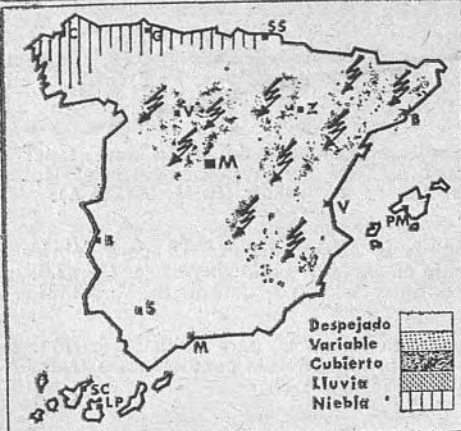 C G SS
V Z
B
M
V
PM
B
S
M
SC
LP
Despejado
Variable
Cubierto
Lluvia
Niebla